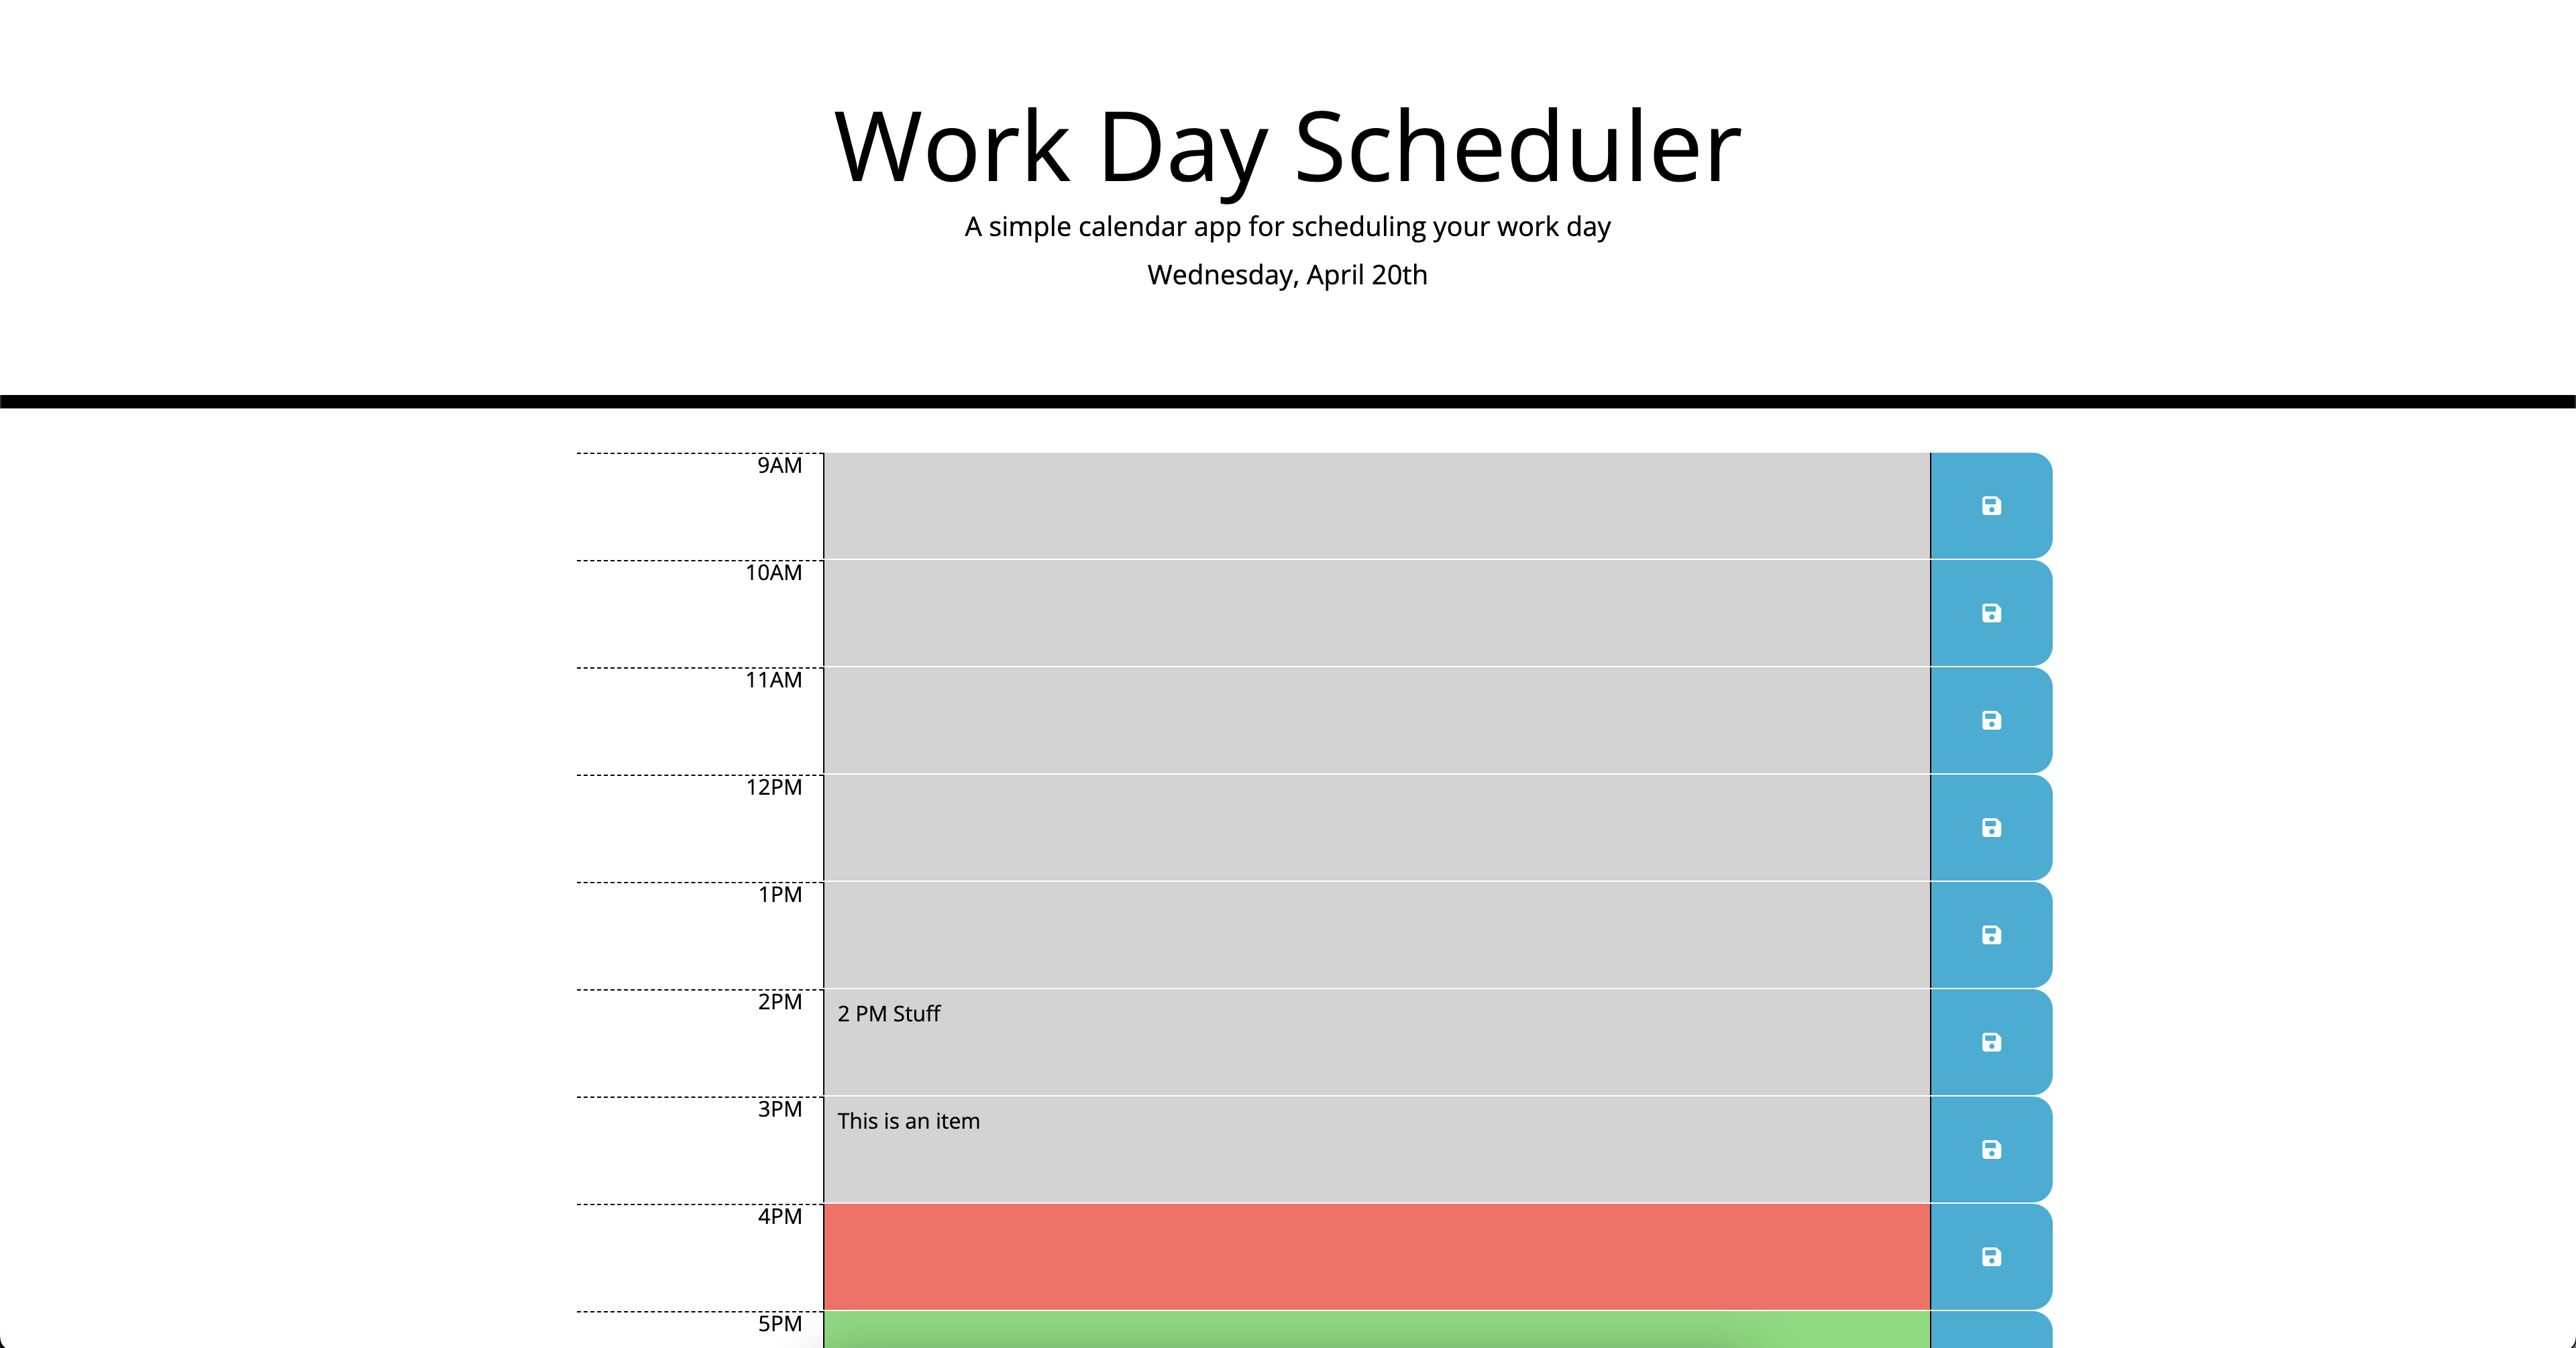 Work Day Scheduler
A simple calendar app for scheduling your work day
Wednesday, April 20th
9AM
10AM
11AM
12PM
1PM
2PM 2 PM Stuff
3PM This is an item
4PM
5PM